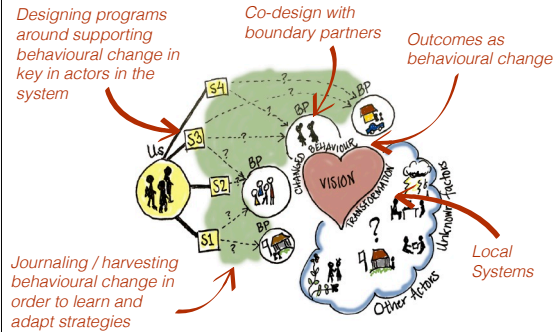 Designing programs
around supporting
behavioural change in
key in actors in the
system
Co-design with
boundary partners
Outcomes as
behavioural change
Us
S4
S3
S2
S1
?
?
?
?
?
?
BP
BP
BP
BP
CHANGED BEHAVIOUR
VISION
TRANSFORMATION
?
Unknown factors
Other Actors
Local
Systems
Journaling / harvesting
behavioural change in
order to learn and
adapt strategies